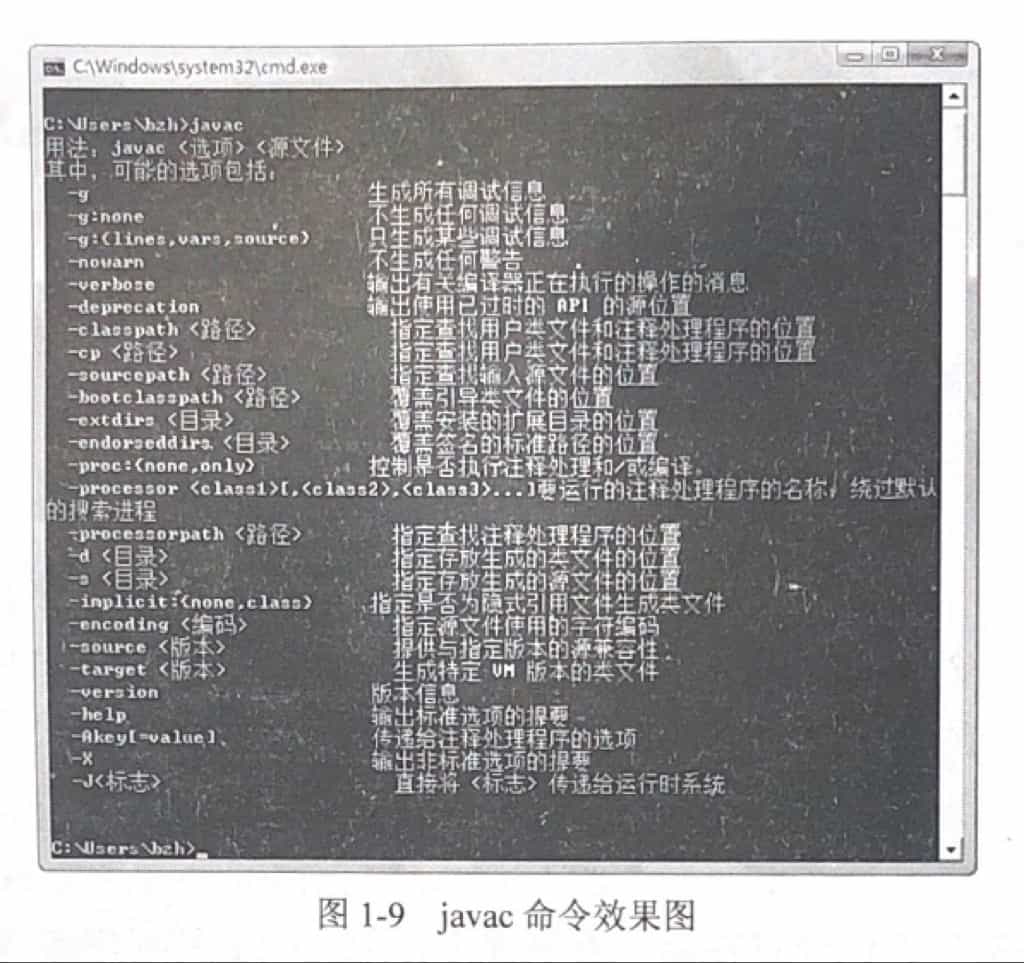 C:\Windows\system32\cmd.exe
C:\Users\bzh>javac
用法：javac <选项> <源文件>
其中，可能的选项包括：
-g 生成所有调试信息
-g:none 不生成任何调试信息
-g:{lines,vars,source} 只生成某些调试信息
-nowarn 不生成任何警告
-verbose 输出有关编译器正在执行的操作的消息
-deprecation 输出使用已过时的 API 的源位置
-classpath <路径> 指定查找用户类文件和注释处理程序的位置
-cp <路径> 指定查找用户类文件和注释处理程序的位置
-sourcepath <路径> 指定查找输入源文件的位置
-bootclasspath <路径> 覆盖引导类文件的位置
-extdirs <目录> 覆盖安装的扩展目录的位置
-endorseddirs <目录> 覆盖签名的标准路径的位置
-proc:{none,only} 控制是否执行注释处理和/或编译。
-processor <class1>[,<class2>,<class3>...]要运行的注释处理程序的名称；绕过默认
的搜索进程
-processorpath <路径> 指定查找注释处理程序的位置
-d <目录> 指定存放生成的类文件的位置
-s <目录> 指定存放生成的源文件的位置
-implicit:{none,class} 指定是否为隐式引用文件生成类文件
-encoding <编码> 指定源文件使用的字符编码
-source <版本> 提供与指定版本的源兼容性
-target <版本> 生成特定 VM 版本的类文件
-version 版本信息
-help 输出标准选项的提要
-Akey[=value] 传递给注释处理程序的选项
-X 输出非标准选项的提要
-J<标志> 直接将 <标志> 传递给运行时系统
C:\Users\bzh>_
图 1-9 javac 命令效果图